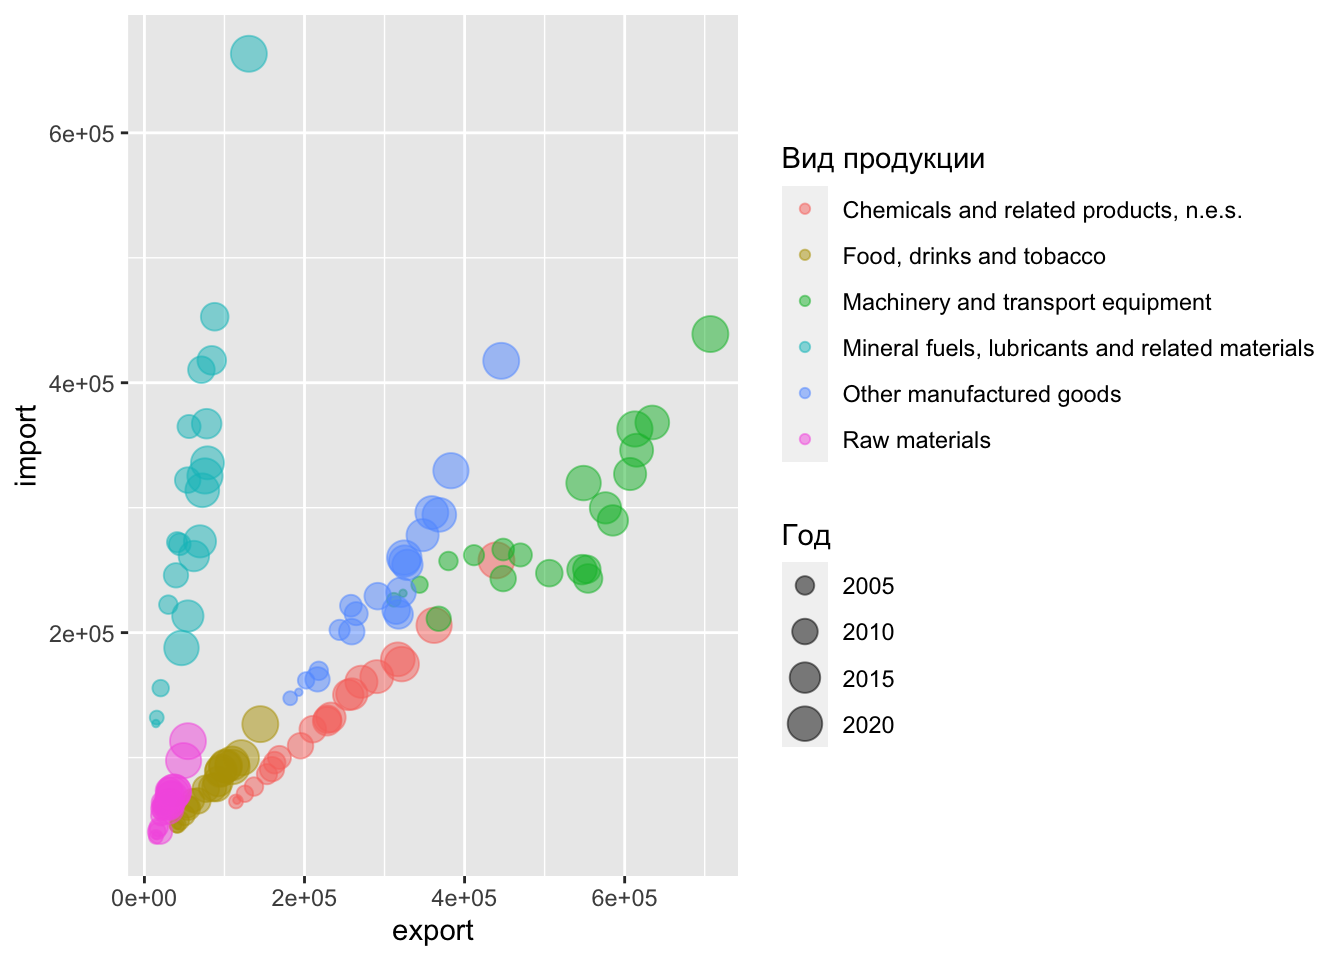 6e+05
4e+05
2e+05
import
0e+00
2e+05
4e+05
6e+05
export
Вид продукции
Chemicals and related products, n.e.s.
Food, drinks and tobacco
Machinery and transport equipment
Mineral fuels, lubricants and related materials
Other manufactured goods
Raw materials
Год
2005
2010
2015
2020